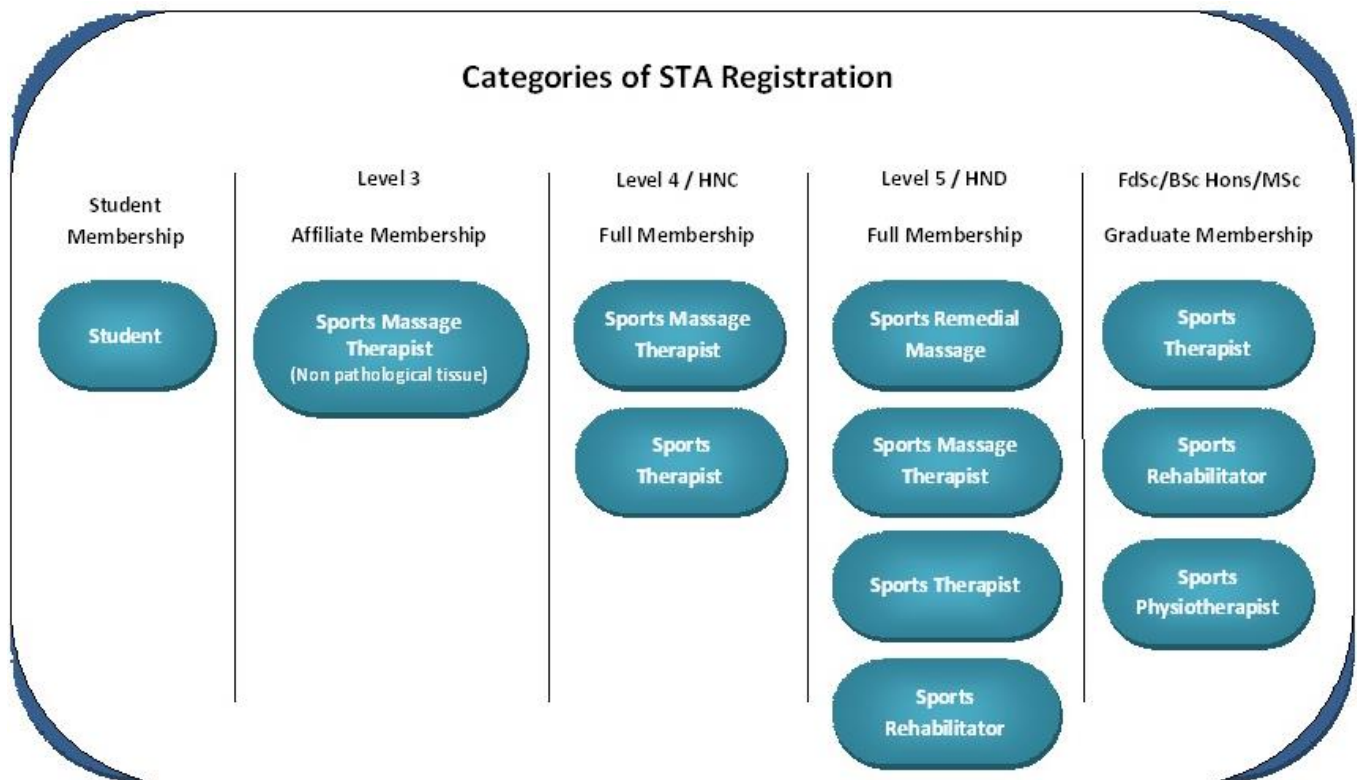 Categories of STA Registration
Student
Membership
Student
Level 3
Affiliate Membership
Sports Massage
Therapist
(Non pathological tissue)
Level 4 / HNC
Full Membership
Sports Massage
Therapist
Sports
Therapist
Level 5 / HND
Full Membership
Sports Remedial
Massage
Sports Massage
Therapist
Sports Therapist
Sports
Rehabilitator
FdSc/BSc Hons/MSc
Graduate Membership
Sports
Therapist
Sports
Rehabilitator
Sports
Physiotherapist